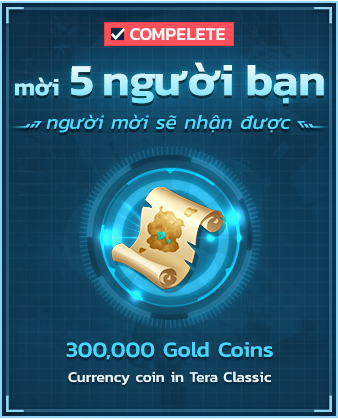 COMPELETE
mời 5 người bạn
người mời sẽ nhận được
300,000 Gold Coins
Currency coin in Tera Classic